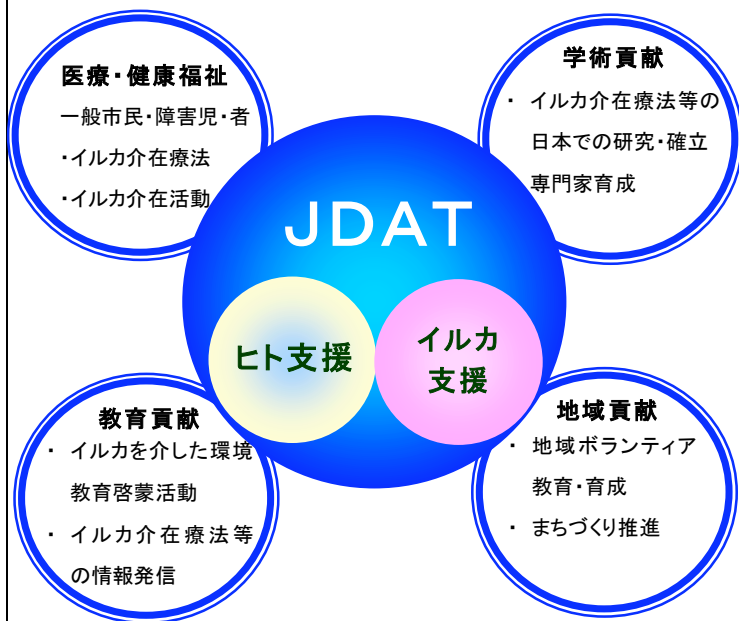 医療・健康福祉
一般市民・障害児・者
・イルカ介在療法
・イルカ介在活動
学術貢献
・ イルカ介在療法等の
日本での研究・確立
専門家育成
JDAT
ヒト支援
イルカ
支援
教育貢献
・ イルカを介した環境
教育啓蒙活動
・ イルカ介在療法等
の情報発信
地域貢献
・ 地域ボランティア
教育・育成
・ まちづくり推進